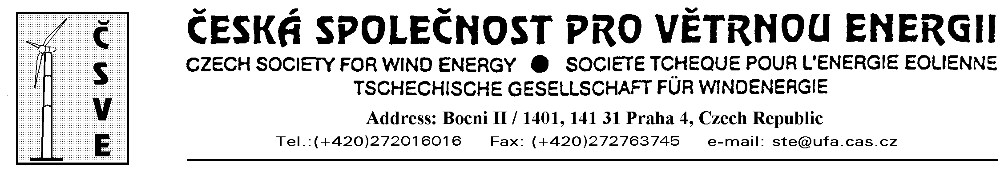 Č
S
V
E
ČESKÁ SPOLEČNOST PRO VĚTRNOU ENERGII
CZECH SOCIETY FOR WIND ENERGY ● SOCIETE TCHEQUE POUR L'ENERGIE EOLIENNE
TSCHECHISCHE GESELLSCHAFT FÜR WINDENERGIE
Address: Bocni II / 1401, 141 31 Praha 4, Czech Republic
Tel.:(+420)272016016 Fax: (+420)272763745 e-mail: ste@ufa.cas.cz